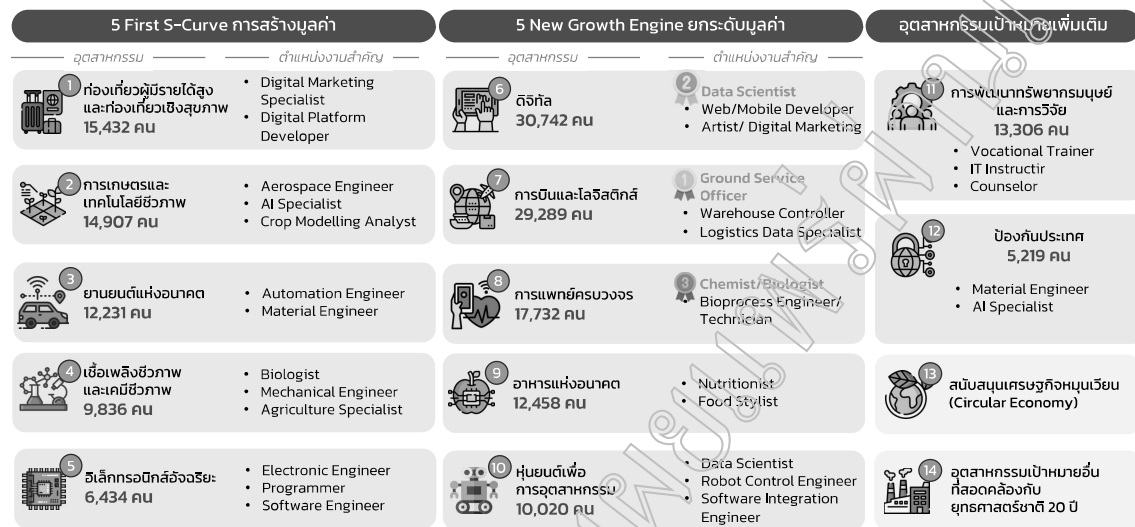 5 First S-Curve การสร้างมูลค่า
อุตสาหกรรม
ตำแหน่งงานสำคัญ
1
ท่องเที่ยวผู้มีรายได้สูง
และท่องเที่ยวเชิงสุขภาพ
15,432 คน
• Digital Marketing
Specialist
• Digital Platform
Developer
2
การเกษตรและ
เทคโนโลยีชีวภาพ
14,907 คน
• Aerospace Engineer
• AI Specialist
• Crop Modelling Analyst
3
ยานยนต์แห่งอนาคต
12,231 คน
• Automation Engineer
• Material Engineer
4
เชื้อเพลิงชีวภาพ
และเคมีชีวภาพ
9,836 คน
• Biologist
• Mechanical Engineer
• Agriculture Specialist
5
อิเล็กทรอนิกส์อัจฉริยะ
6,434 คน
• Electronic Engineer
• Programmer
• Software Engineer
5 New Growth Engine ยกระดับมูลค่า
อุตสาหกรรม
ตำแหน่งงานสำคัญ
6
ดิจิทัล
30,742 คน
2
Data Scientist
• Web/Mobile Developer
• Artist/ Digital Marketing
7
การบินและโลจิสติกส์
29,289 คน
1
Ground Service
Officer
• Warehouse Controller
• Logistics Data Specialist
8
การแพทย์ครบวงจร
17,732 คน
3
Chemist/Biologist
• Bioprocess Engineer/
Technician
9
อาหารแห่งอนาคต
12,458 คน
• Nutritionist
• Food Stylist
10
หุ่นยนต์เพื่อ
การอุตสาหกรรม
10,020 คน
• Data Scientist
• Robot Control Engineer
• Software Integration
Engineer
อุตสาหกรรมเป้าหมายเพิ่มเติม
11
การพัฒนาทรัพยากรมนุษย์
และการวิจัย
13,306 คน
• Vocational Trainer
• IT Instructir
• Counselor
12
ป้องกันประเทศ
5,219 คน
• Material Engineer
• AI Specialist
13
สนับสนุนเศรษฐกิจหมุนเวียน
(Circular Economy)
14
อุตสาหกรรมเป้าหมายอื่น
ที่สอดคล้องกับ
ยุทธศาสตร์ชาติ 20 ปี